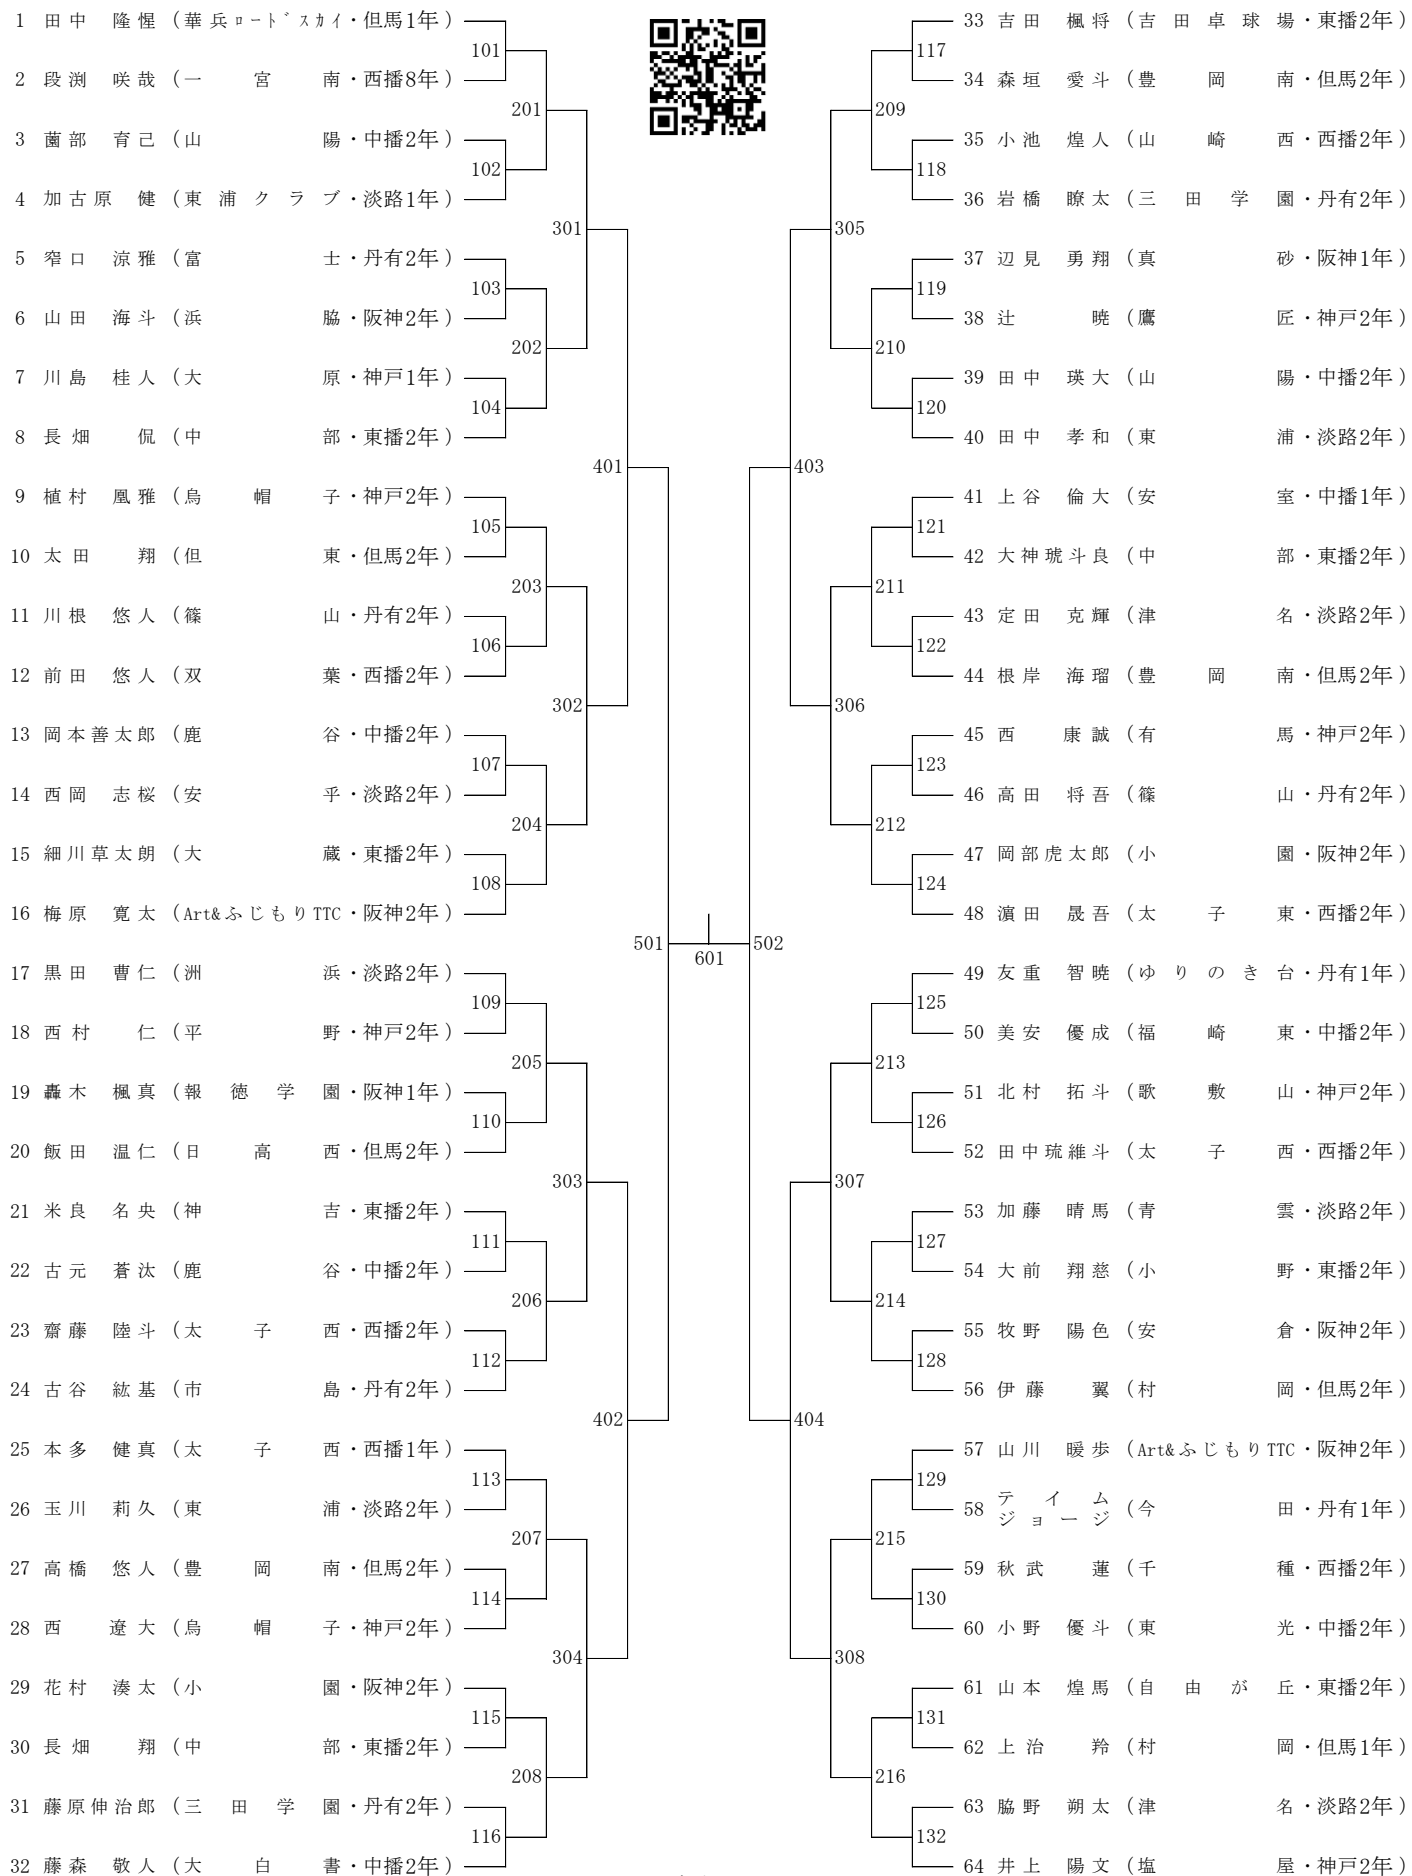 1 田中 隆惺 (華兵ロードスカイ・但馬1年)
101
2 段渕 咲哉 (一宮南・西播8年)
201
3 薗部 育己 (山陽・中播2年)
102
4 加古原 健 (東浦クラブ・淡路1年)
301
5 窄口 涼雅 (富士・丹有2年)
103
6 山田 海斗 (浜脇・阪神2年)
202
7 川島 桂人 (大原・神戸1年)
104
8 長畑 侃 (中部・東播2年)
401
9 植村 凰雅 (烏帽子・神戸2年)
105
10 太田 翔 (但東・但馬2年)
203
11 川根 悠人 (篠山・丹有2年)
106
12 前田 悠人 (双葉・西播2年)
302
13 岡本善太郎 (鹿谷・中播2年)
107
14 西岡 志桜 (安乎・淡路2年)
204
15 細川草太朗 (大蔵・東播2年)
108
16 梅原 寛太 (Art&ふじもりTTC・阪神2年)
501
17 黒田 曹仁 (洲浜・淡路2年)
109
18 西村 仁 (平野・神戸2年)
205
19 轟木 楓真 (報徳学園・阪神1年)
110
20 飯田 温仁 (日高西・但馬2年)
303
21 米良 名央 (神吉・東播2年)
111
22 古元 蒼汰 (鹿谷・中播2年)
206
23 齋藤 陸斗 (太子西・西播2年)
112
24 古谷 紘基 (市島・丹有2年)
402
25 本多 健真 (太子西・西播1年)
113
26 玉川 莉久 (東浦・淡路2年)
207
27 高橋 悠人 (豊岡南・但馬2年)
114
28 西 遼大 (烏帽子・神戸2年)
304
29 花村 湊太 (小園・阪神2年)
115
30 長畑 翔 (中部・東播2年)
208
31 藤原伸治郎 (三田学園・丹有2年)
116
32 藤森 敬人 (大白書・中播2年)
601
33 吉田 楓将 (吉田卓球場・東播2年)
117
34 森垣 愛斗 (豊岡南・但馬2年)
209
35 小池 煌人 (山崎西・西播2年)
118
36 岩橋 瞭太 (三田学園・丹有2年)
305
37 辺見 勇翔 (真砂・阪神1年)
119
38 辻 暁 (鷹匠・神戸2年)
210
39 田中 瑛大 (山陽・中播2年)
120
40 田中 孝和 (東浦・淡路2年)
403
41 上谷 倫大 (安室・中播1年)
121
42 大神琥斗良 (中部・東播2年)
211
43 定田 克輝 (津名・淡路2年)
122
44 根岸 海瑠 (豊岡南・但馬2年)
306
45 西 康誠 (有馬・神戸2年)
123
46 高田 将吾 (篠山・丹有2年)
212
47 岡部虎太郎 (小園・阪神2年)
124
48 濵田 晟吾 (太子東・西播2年)
502
49 友重 智暁 (ゆりのき台・丹有1年)
125
50 美安 優成 (福崎東・中播2年)
213
51 北村 拓斗 (歌敷山・神戸2年)
126
52 田中琉維斗 (太子西・西播2年)
307
53 加藤 晴馬 (青雲・淡路2年)
127
54 大前 翔慈 (小野・東播2年)
214
55 牧野 陽色 (安倉・阪神2年)
128
56 伊藤 翼 (村岡・但馬2年)
404
57 山川 暖歩 (Art&ふじもりTTC・阪神2年)
129
58 テイムジョージ (今田・丹有1年)
215
59 秋武 蓮 (千種・西播2年)
130
60 小野 優斗 (東光・中播2年)
308
61 山本 煌馬 (自由が丘・東播2年)
131
62 上治 羚 (村岡・但馬1年)
216
63 脇野 朔太 (津名・淡路2年)
132
64 井上 陽文 (塩屋・神戸2年)